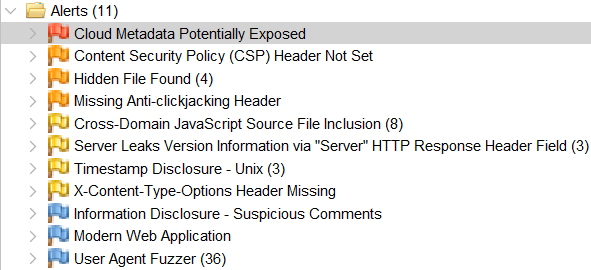 Alerts (11)
Cloud Metadata Potentially Exposed
Content Security Policy (CSP) Header Not Set
Hidden File Found (4)
Missing Anti-clickjacking Header
Cross-Domain JavaScript Source File Inclusion (8)
Server Leaks Version Information via "Server" HTTP Response Header Field (3)
Timestamp Disclosure - Unix (3)
X-Content-Type-Options Header Missing
Information Disclosure - Suspicious Comments
Modern Web Application
User Agent Fuzzer (36)